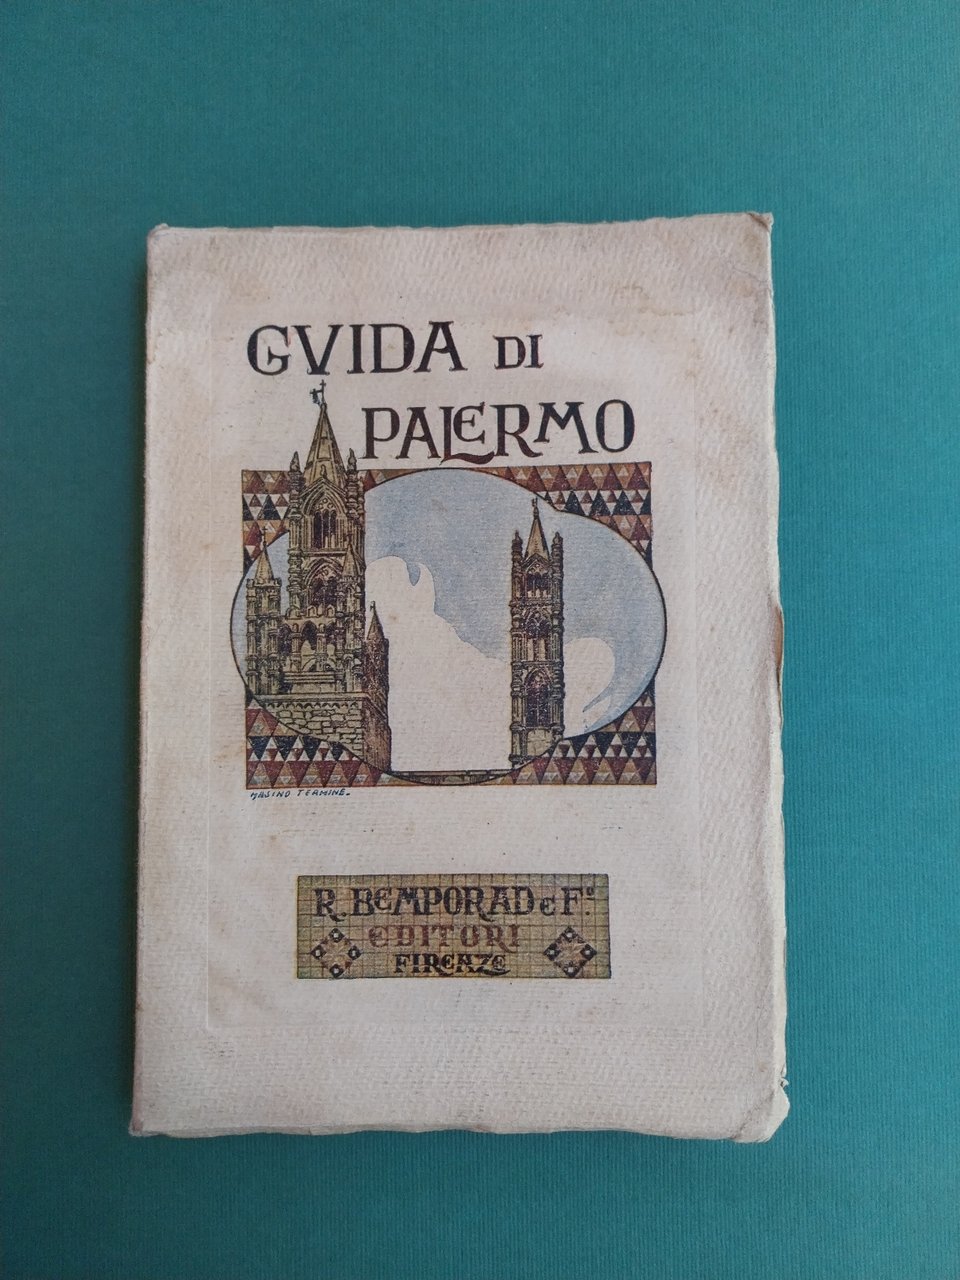 GVIDA DI
PALERMO
MASINO TERMINE-
R. BEMPORAD e F.º
EDITORI
FIRENZE